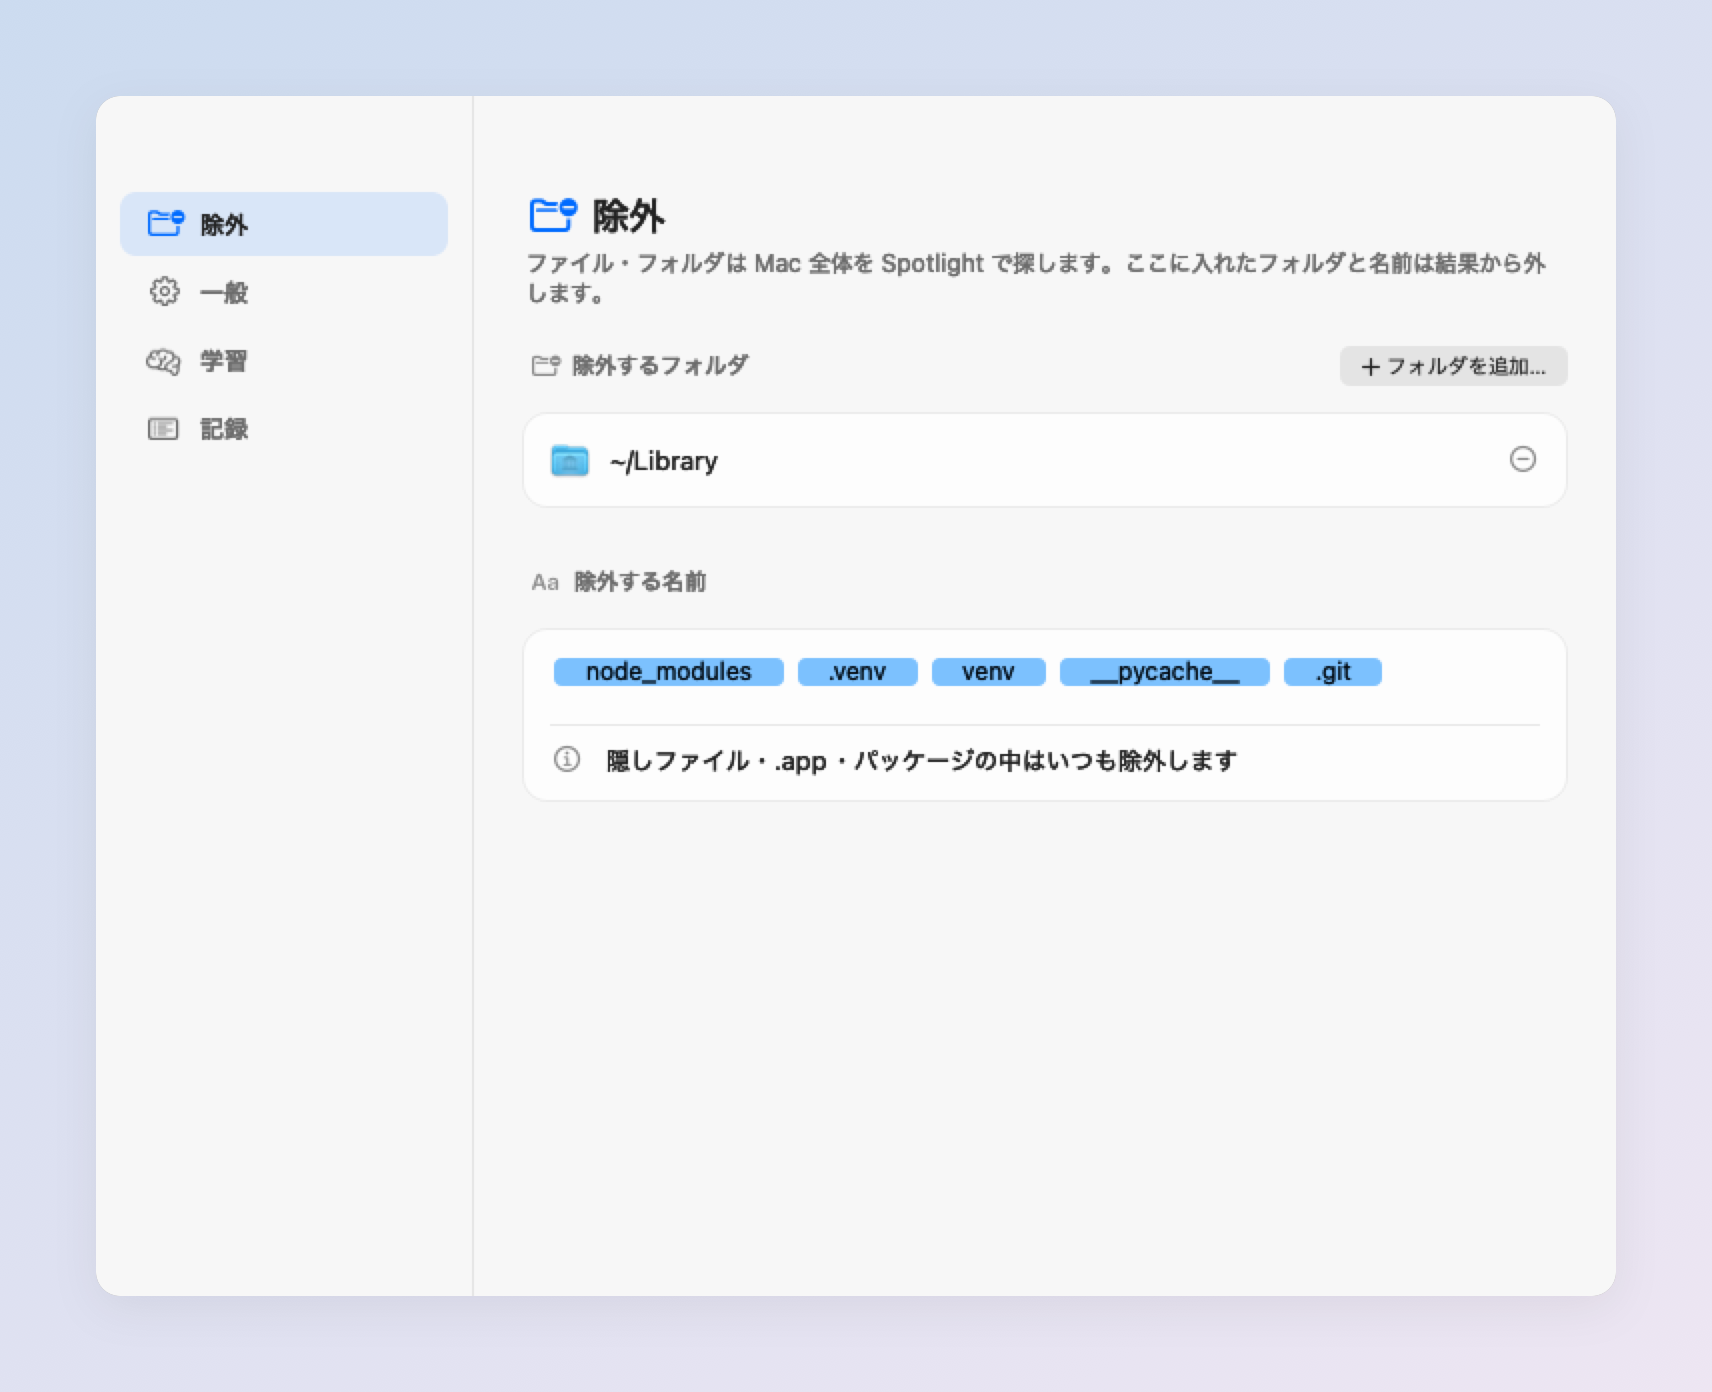 除外
一般
学習
記録
除外
ファイル・フォルダは Mac 全体を Spotlight で探します。ここに入れたフォルダと名前は結果から外
します。
除外するフォルダ
+ フォルダを追加...
~/Library
Aa 除外する名前
node_modules .venv venv __pycache__ .git
隠しファイル・.app・パッケージの中はいつも除外します